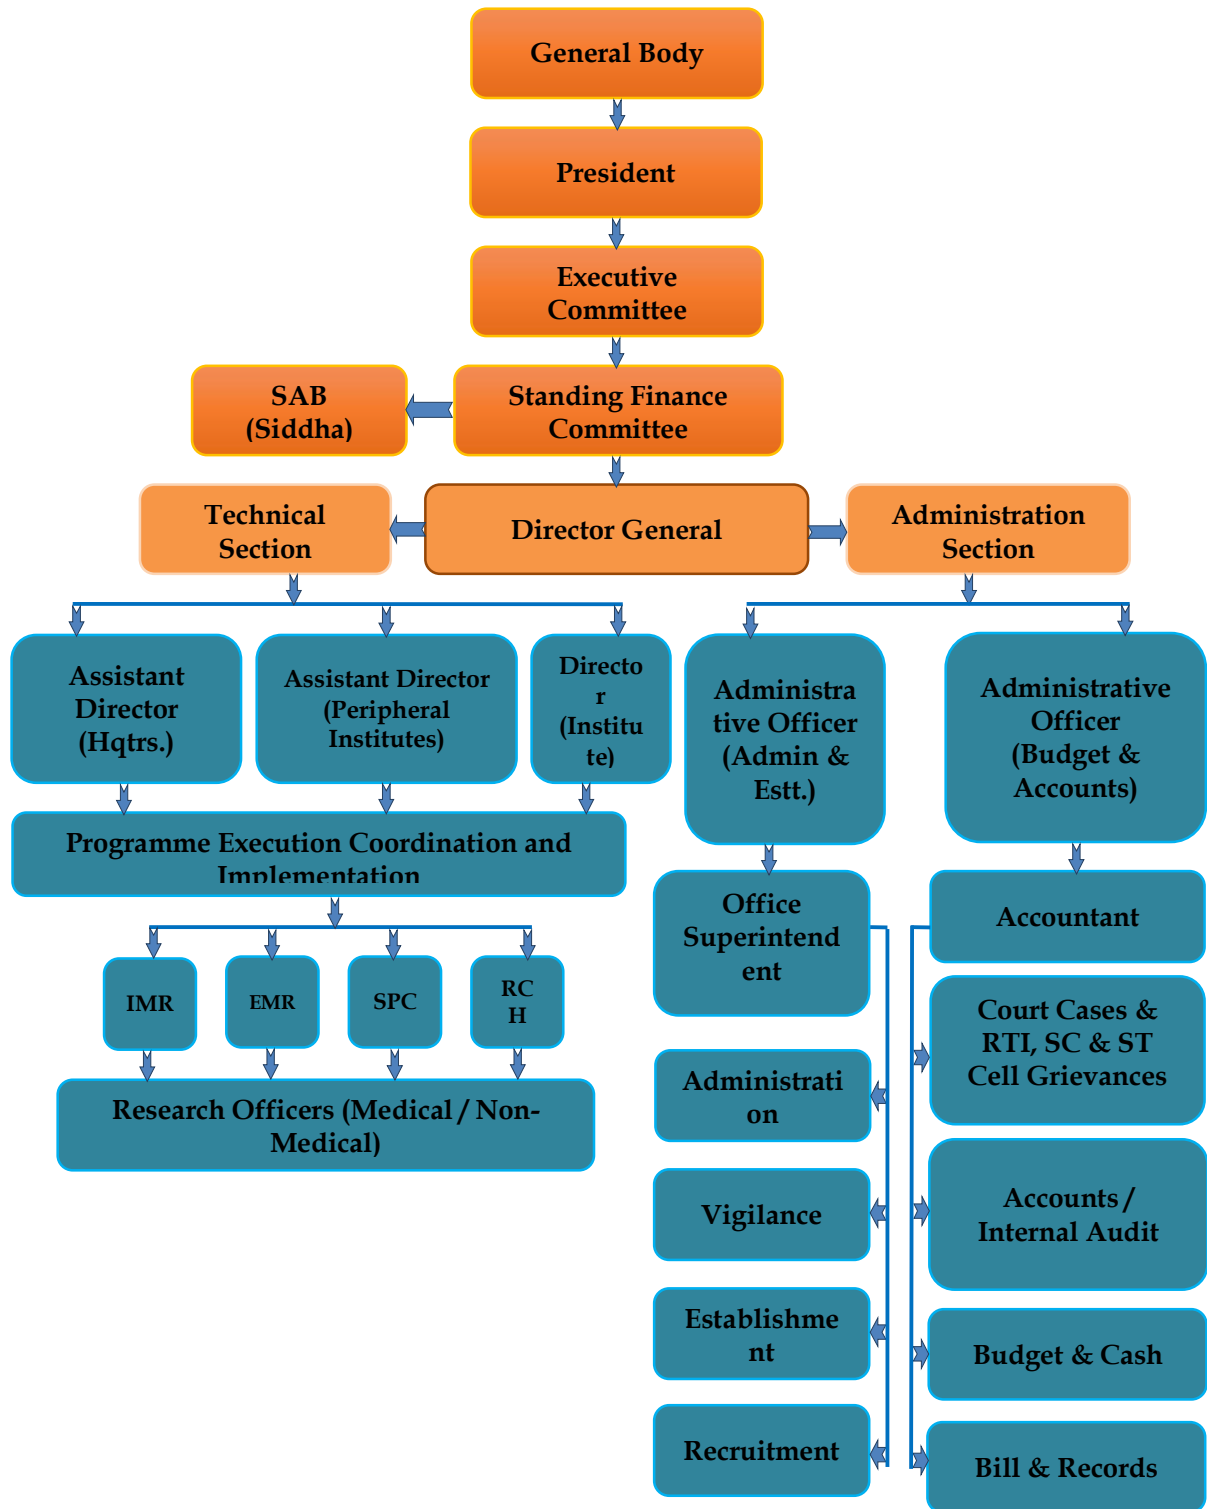 General Body
President
Executive
Committee
SAB
(Siddha)
Standing Finance
Committee
Technical
Section
Director General
Administration
Section
Assistant
Director
(Hqtrs.)
Assistant Director
(Peripheral
Institutes)
Directo
r
(Institu
te)
Administra
tive Officer
(Admin &
Estt.)
Administrative
Officer
(Budget &
Accounts)
Programme Execution Coordination and
Implementation
Office
Superintend
ent
Accountant
IMR
EMR
SPC
RC
H
Court Cases &
RTI, SC & ST
Cell Grievances
Research Officers (Medical / Non-
Medical)
Administrati
on
Vigilance
Accounts /
Internal Audit
Establishme
nt
Budget & Cash
Recruitment
Bill & Records